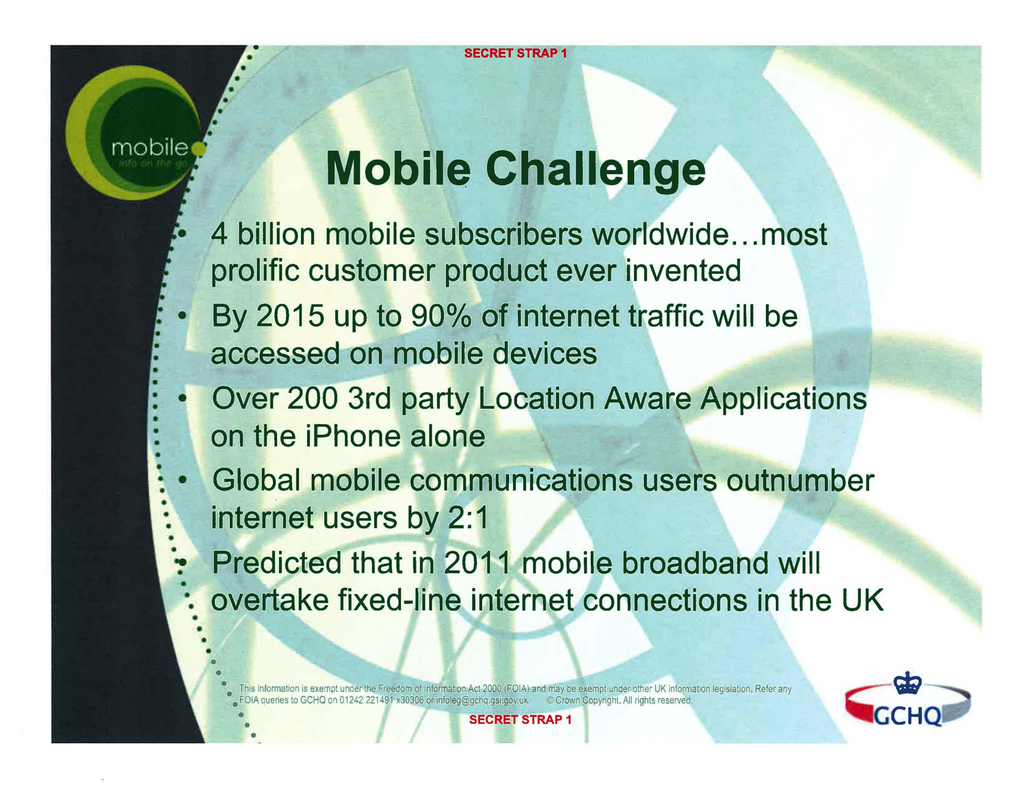 SECRET STRAP 1
mobile
info on the go
Mobile Challenge
• 4 billion mobile subscribers worldwide...most
prolific customer product ever invented
• By 2015 up to 90% of internet traffic will be
accessed on mobile devices
• Over 200 3rd party Location Aware Applications
on the iPhone alone
• Global mobile communications users outnumber
internet users by 2:1
• Predicted that in 2011 mobile broadband will
overtake fixed-line internet connections in the UK
This information is exempt under the Freedom of Information Act 2000 (FOIA) and may be exempt under other UK information legislation. Refer any
FOIA queries to GCHQ on 01242 221491 x30306 or infoleg@gchq.gsi.gov.uk © Crown Copyright. All rights reserved.
SECRET STRAP 1
GCHQ